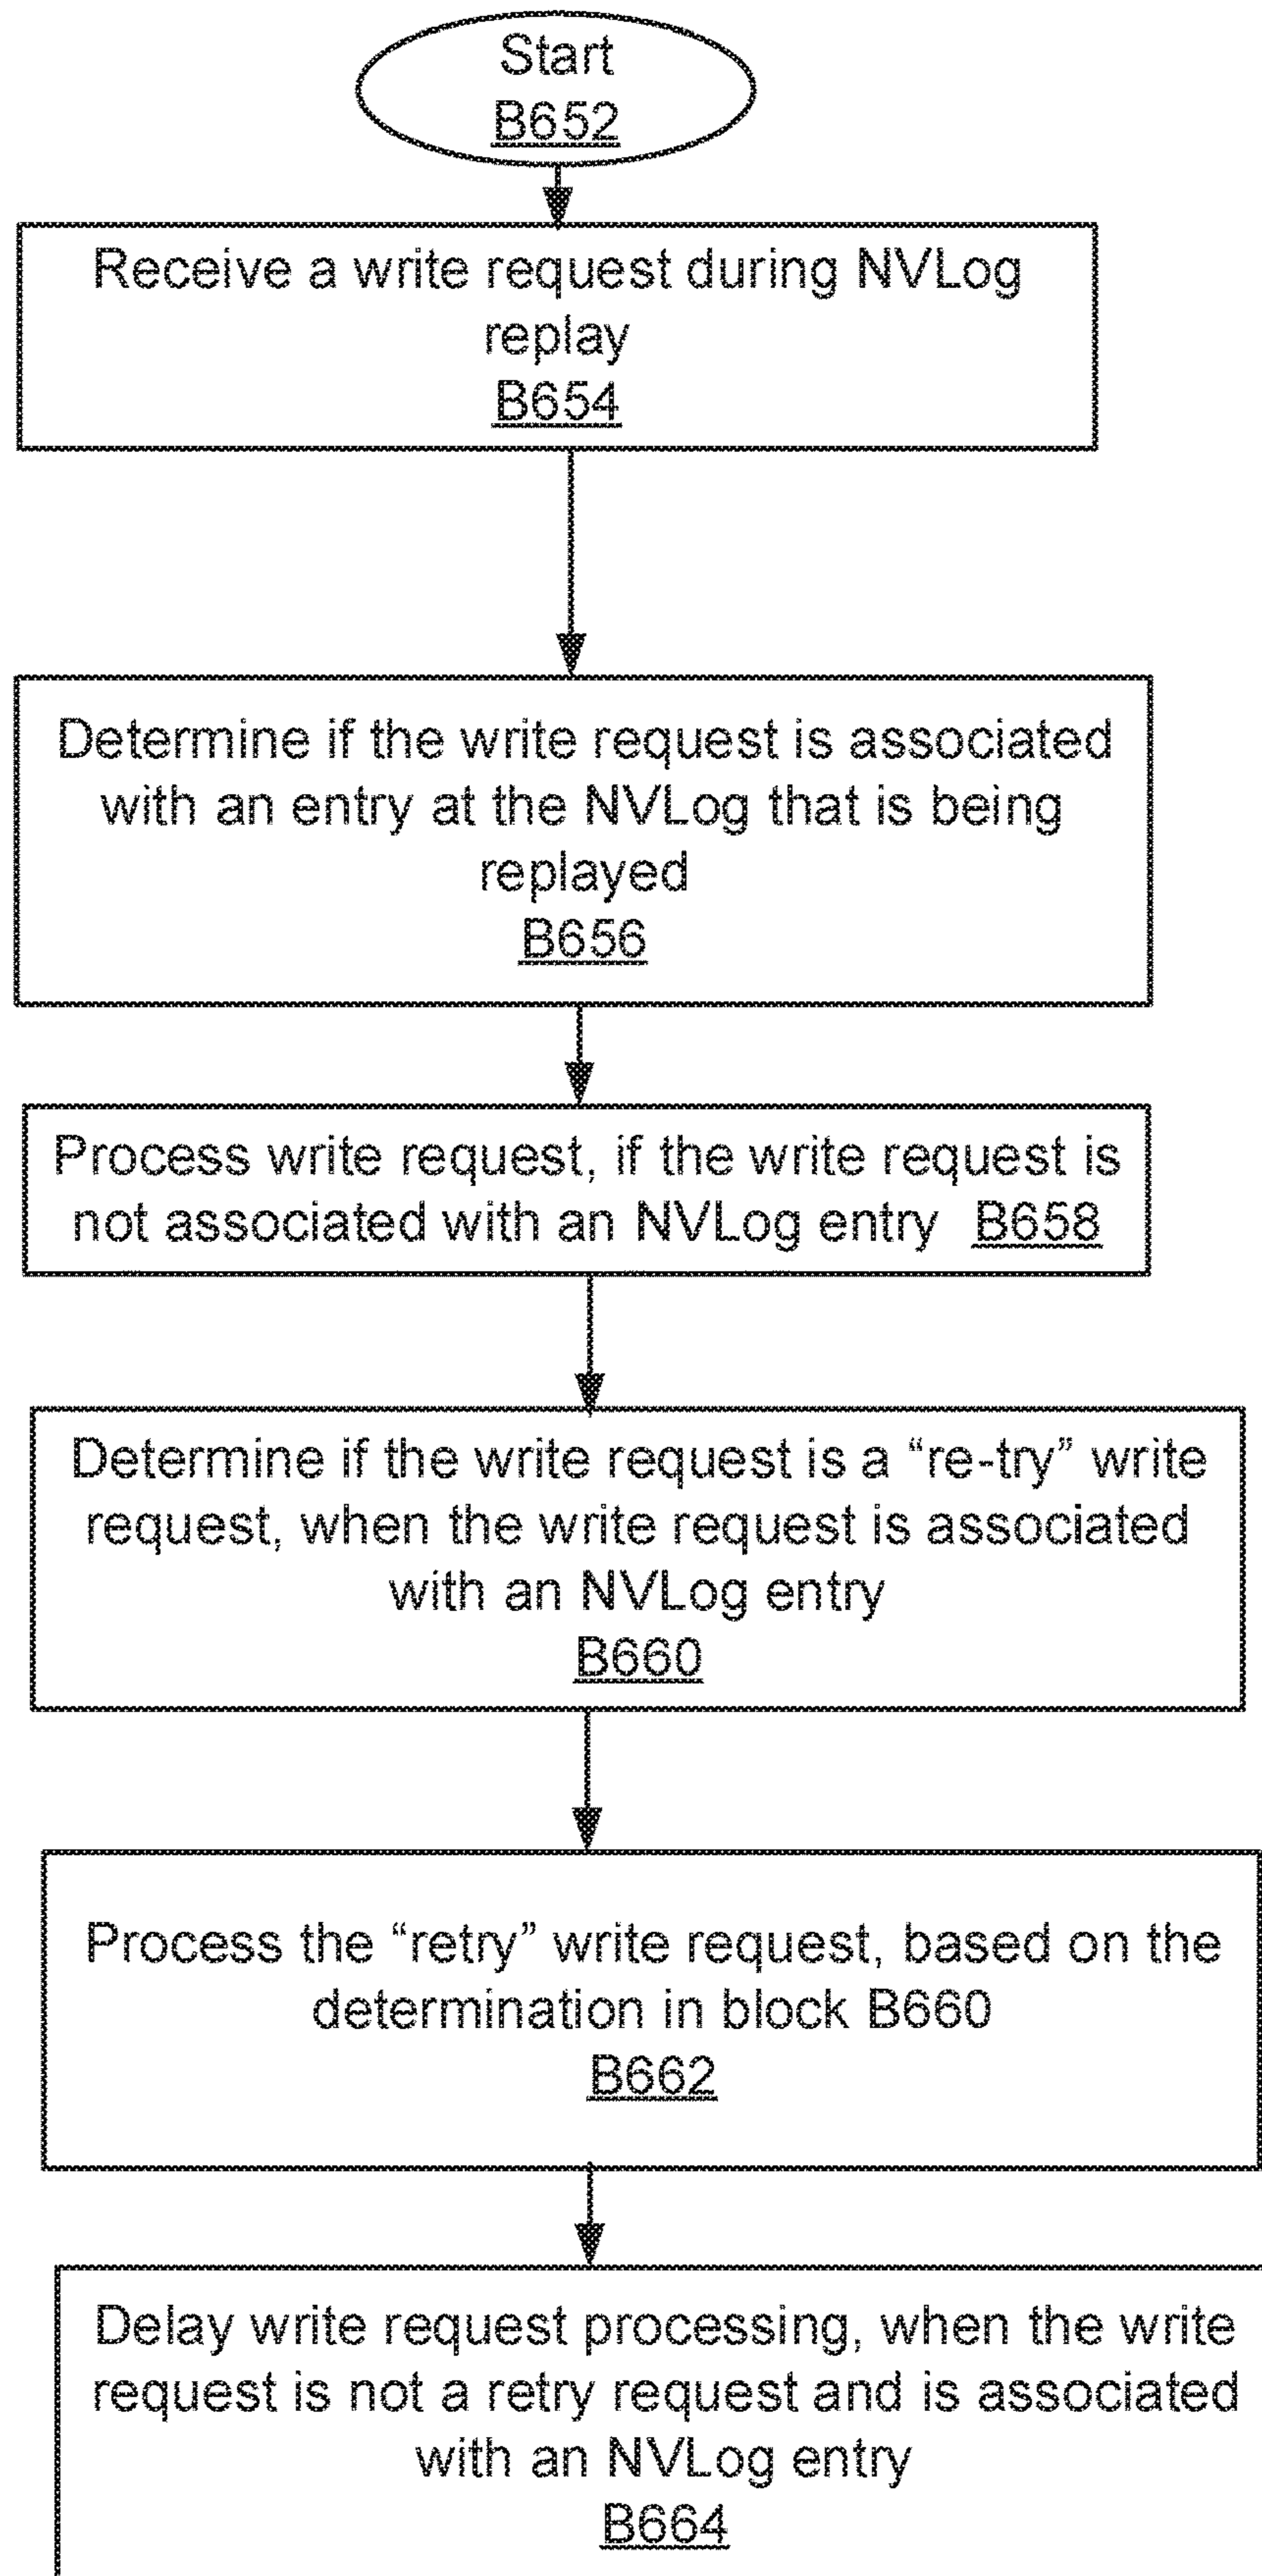 Start
B652
Receive a write request during NVLog
replay
B654
Determine if the write request is associated
with an entry at the NVLog that is being
replayed
B656
Process write request, if the write request is
not associated with an NVLog entry B658
Determine if the write request is a “re-try” write
request, when the write request is associated
with an NVLog entry
B660
Process the “retry” write request, based on the
determination in block B660
B662
Delay write request processing, when the write
request is not a retry request and is associated
with an NVLog entry
B664